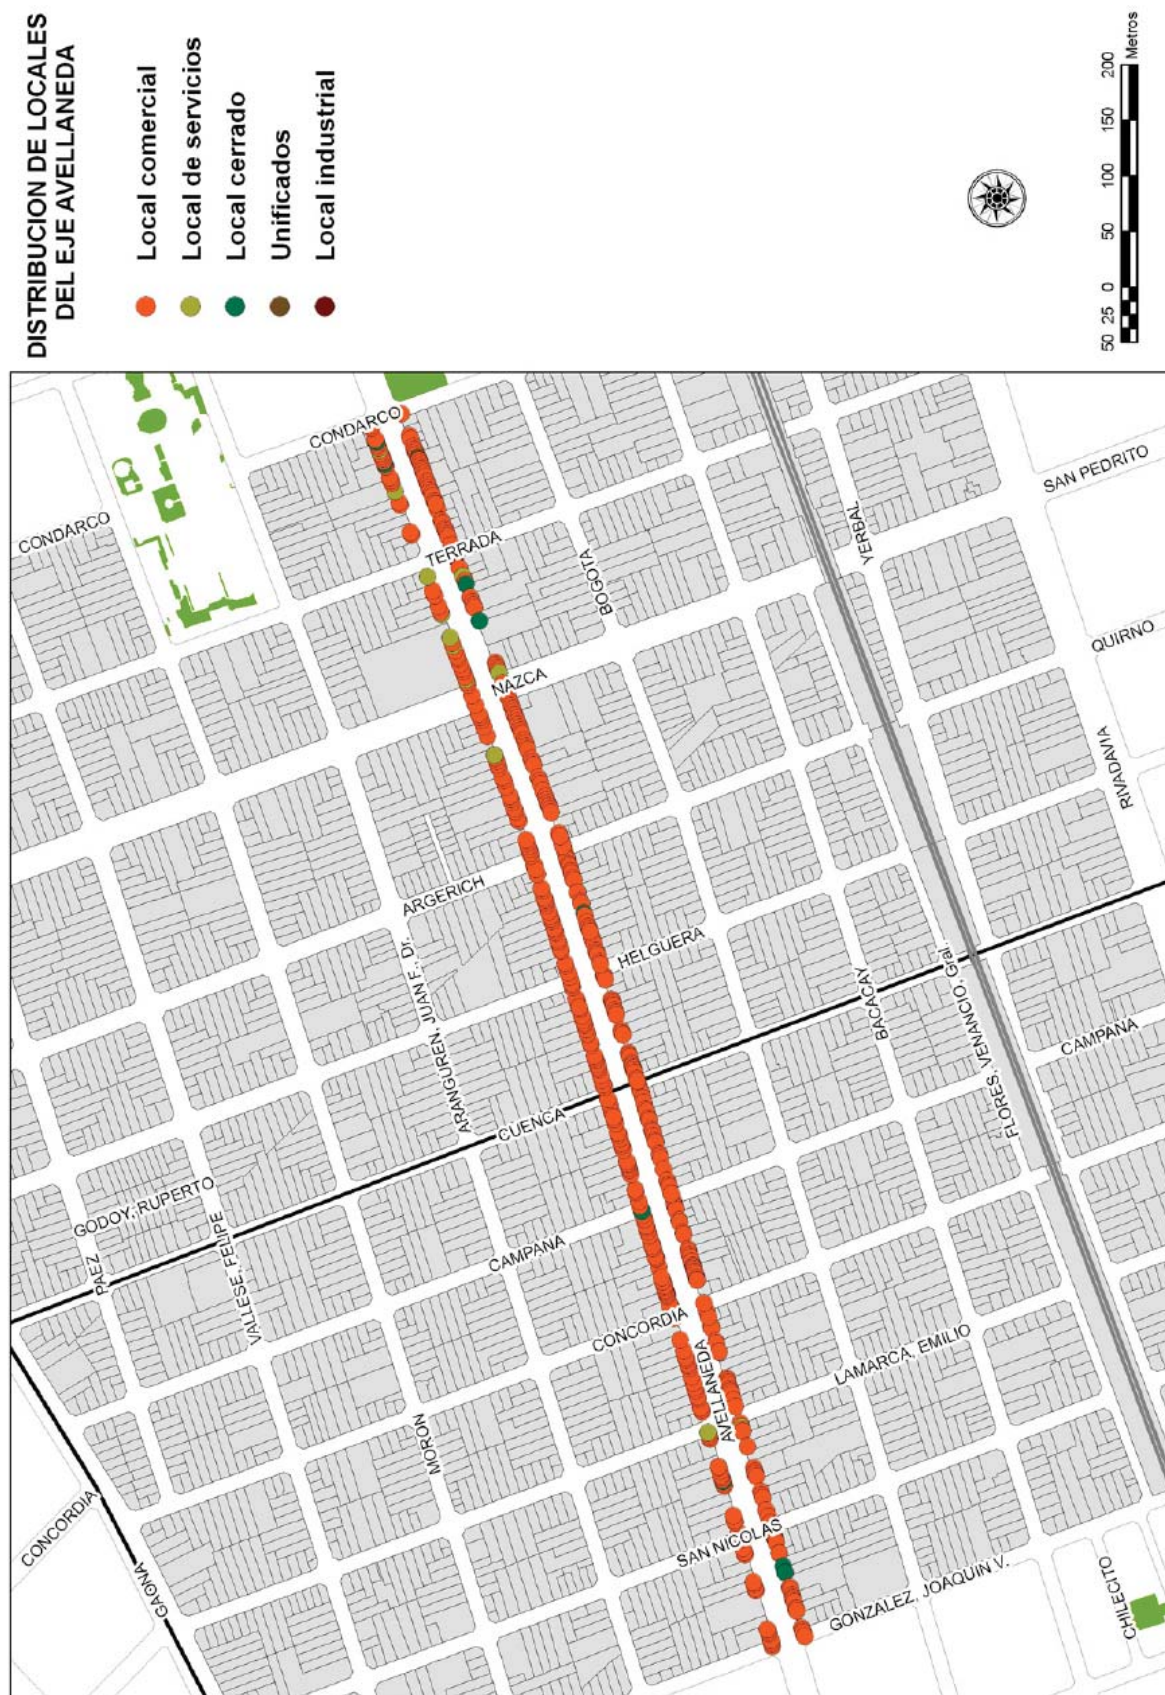 DISTRIBUCION DE LOCALES
DEL EJE AVELLANEDA
Local comercial
Local de servicios
Local cerrado
Unificados
Local industrial
50 25 0 50 100 150 200
Metros
CONDARCO
CONDARCO
TERRADA
BOGOTA
YERBAL
SAN PEDRITO
QUIRNO
NAZCA
RIVADAVIA
ARGERICH
ARANGUREN, JUAN F., Dr.
HELGUERA
BACACAY
FLORES, VENANCIO, Gral.
CAMPANA
CUENCA
GODOY, RUPERTO
PAEZ
VALLESE, FELIPE
CAMPANA
CONCORDIA
AVELLANEDA
LAMARCA, EMILIO
MORON
CONCORDIA
GAONA
SAN NICOLAS
GONZALEZ, JOAQUIN V.
CHILECITO